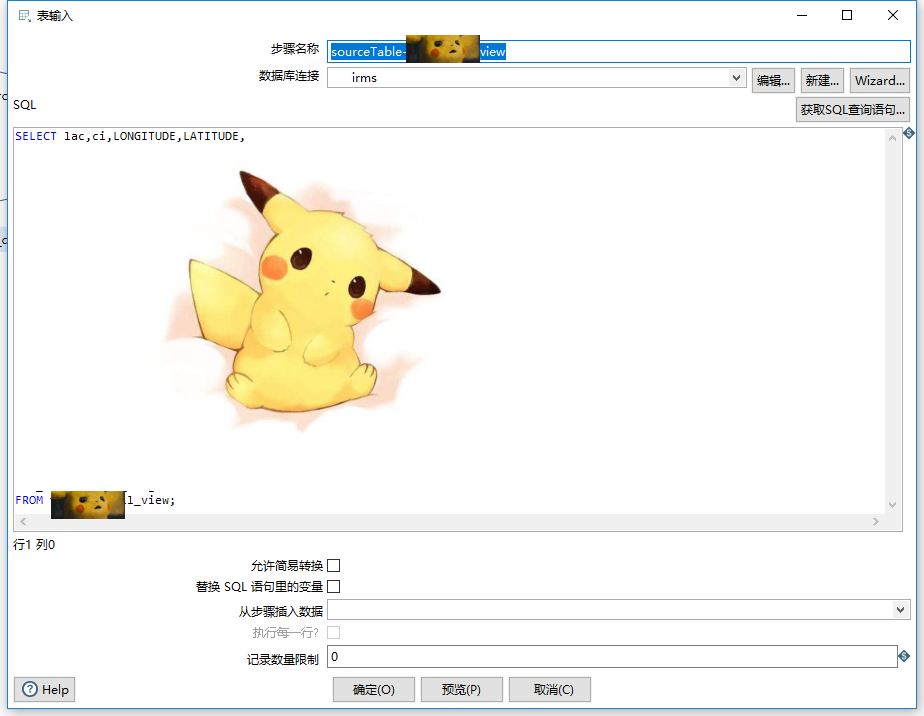 表输入
步骤名称 sourceTable- view
数据库连接 irms 编辑... 新建... Wizard...
SQL 获取SQL查询语句...
SELECT lac,ci,LONGITUDE,LATITUDE,
FROM l_view;
行1 列0
允许简易转换
替换 SQL 语句里的变量
从步骤插入数据
执行每一行?
记录数量限制 0
Help 确定(O) 预览(P) 取消(C)